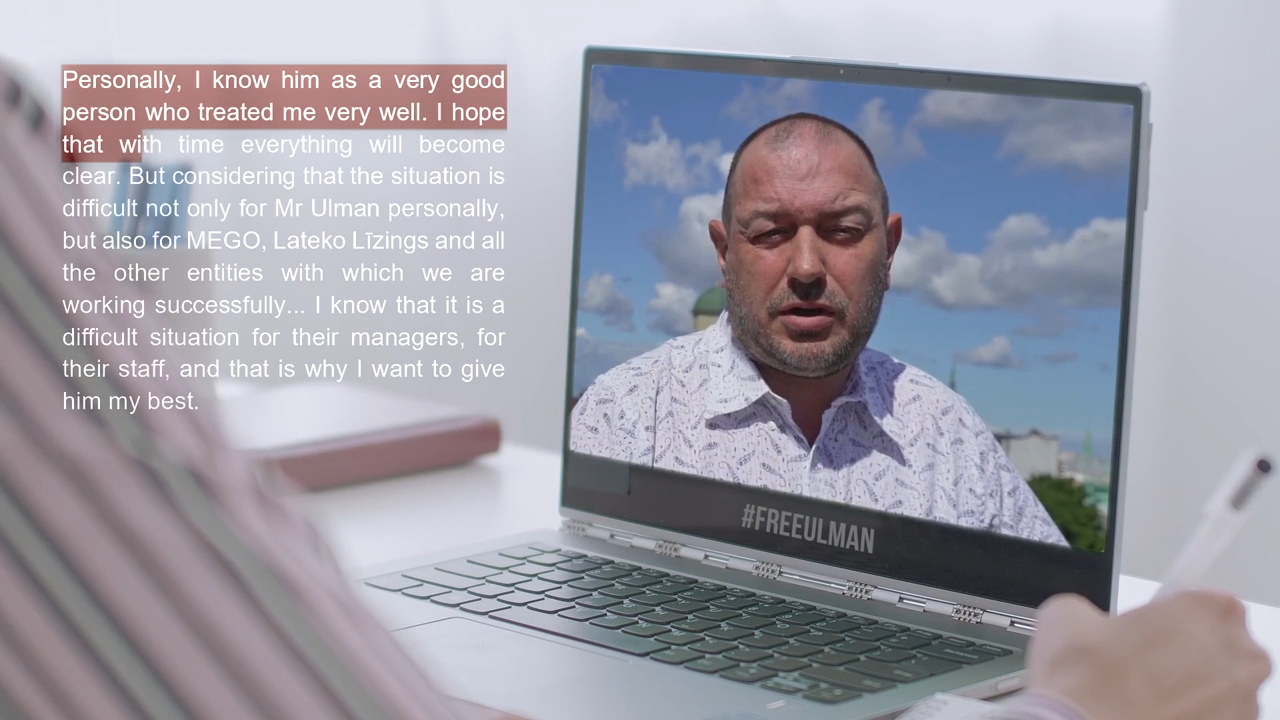 Personally, I know him as a very good
person who treated me very well. I hope
that with time everything will become
clear. But considering that the situation is
difficult not only for Mr Ulman personally,
but also for MEGO, Lateko Līzings and all
the other entities with which we are
working successfully... I know that it is a
difficult situation for their managers, for
their staff, and that is why I want to give
him my best.
#FREEULMAN